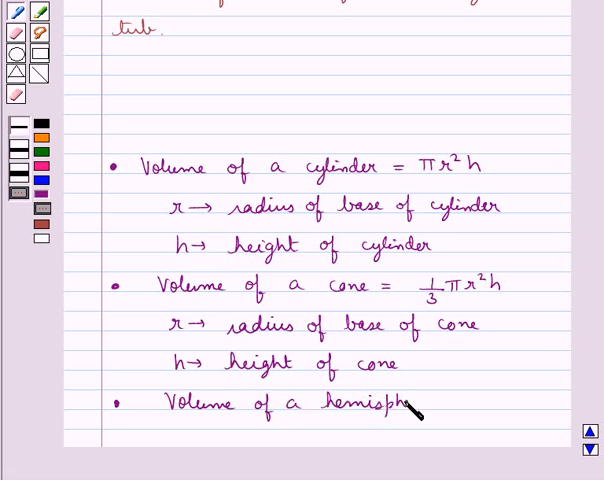 tub.
• Volume of a cylinder = πr²h
r → radius of base of cylinder
h → height of cylinder
• Volume of a cone = 1/3 πr²h
r → radius of base of cone
h → height of cone
• Volume of a hemisph